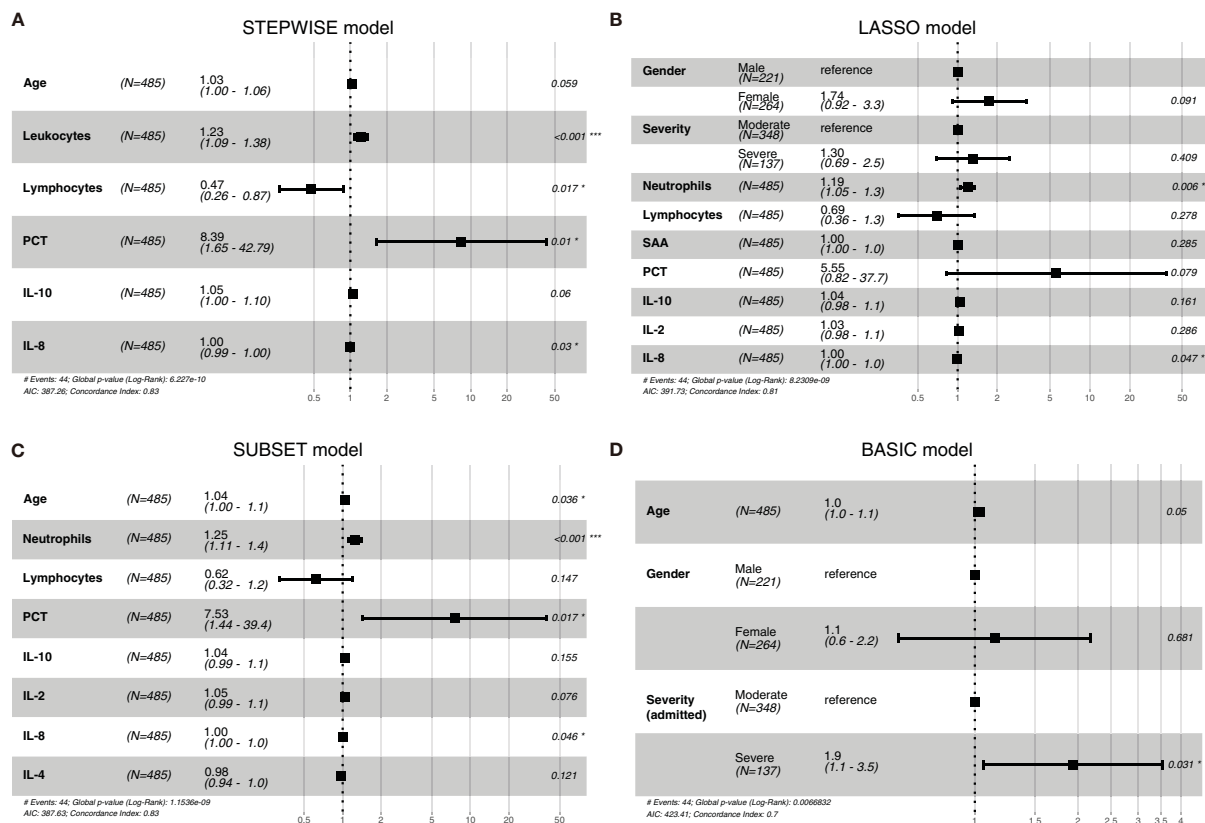 A
STEPWISE model
Age (N=485) 1.03 (1.00 - 1.06) 0.059
Leukocytes (N=485) 1.23 (1.09 - 1.38) <0.001 ***
Lymphocytes (N=485) 0.47 (0.26 - 0.87) 0.017 *
PCT (N=485) 8.39 (1.65 - 42.79) 0.01 *
IL-10 (N=485) 1.05 (1.00 - 1.10) 0.06
IL-8 (N=485) 1.00 (0.99 - 1.00) 0.03 *
# Events: 44; Global p-value (Log-Rank): 6.227e-10
AIC: 387.26; Concordance Index: 0.83
0.5 1 2 5 10 20 50
B
LASSO model
Gender Male (N=221) reference
Female (N=264) 1.74 (0.92 - 3.3) 0.091
Severity Moderate (N=348) reference
Severe (N=137) 1.30 (0.69 - 2.5) 0.409
Neutrophils (N=485) 1.19 (1.05 - 1.3) 0.006 *
Lymphocytes (N=485) 0.69 (0.36 - 1.3) 0.278
SAA (N=485) 1.00 (1.00 - 1.0) 0.285
PCT (N=485) 5.55 (0.82 - 37.7) 0.079
IL-10 (N=485) 1.04 (0.98 - 1.1) 0.161
IL-2 (N=485) 1.03 (0.98 - 1.1) 0.286
IL-8 (N=485) 1.00 (1.00 - 1.0) 0.047 *
# Events: 44; Global p-value (Log-Rank): 8.2309e-09
AIC: 391.73; Concordance Index: 0.81
0.5 1 2 5 10 20 50
C
SUBSET model
Age (N=485) 1.04 (1.00 - 1.1) 0.036 *
Neutrophils (N=485) 1.25 (1.11 - 1.4) <0.001 ***
Lymphocytes (N=485) 0.62 (0.32 - 1.2) 0.147
PCT (N=485) 7.53 (1.44 - 39.4) 0.017 *
IL-10 (N=485) 1.04 (0.99 - 1.1) 0.155
IL-2 (N=485) 1.05 (0.99 - 1.1) 0.076
IL-8 (N=485) 1.00 (1.00 - 1.0) 0.046 *
IL-4 (N=485) 0.98 (0.94 - 1.0) 0.121
# Events: 44; Global p-value (Log-Rank): 1.1536e-09
AIC: 387.63; Concordance Index: 0.83
0.5 1 2 5 10 20 50
D
BASIC model
Age (N=485) 1.0 (1.0 - 1.1) 0.05
Gender Male (N=221) reference
Female (N=264) 1.1 (0.6 - 2.2) 0.681
Severity (admitted) Moderate (N=348) reference
Severe (N=137) 1.9 (1.1 - 3.5) 0.031 *
# Events: 44; Global p-value (Log-Rank): 0.0066832
AIC: 423.41; Concordance Index: 0.7
1 1.5 2 2.5 3 3.5 4